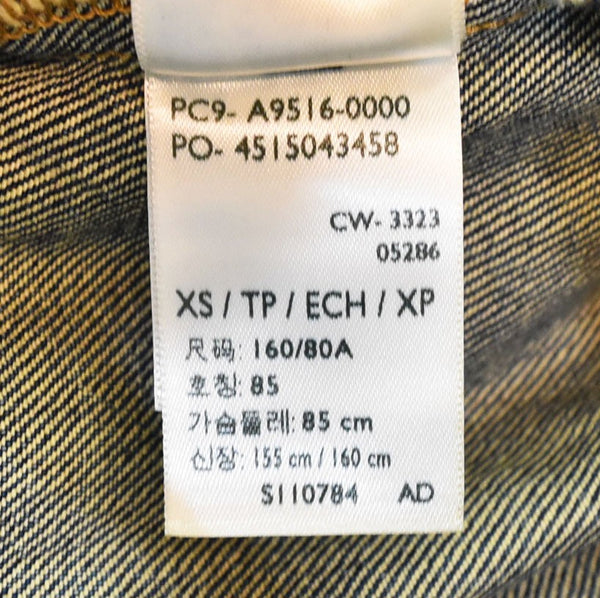 PC9- A9516-0000
PO- 4515043458
CW- 3323
05286
XS / TP / ECH / XP
尺码: 160/80A
호칭: 85
가슴둘레: 85 cm
신장: 155 cm / 160 cm
S110784 AD